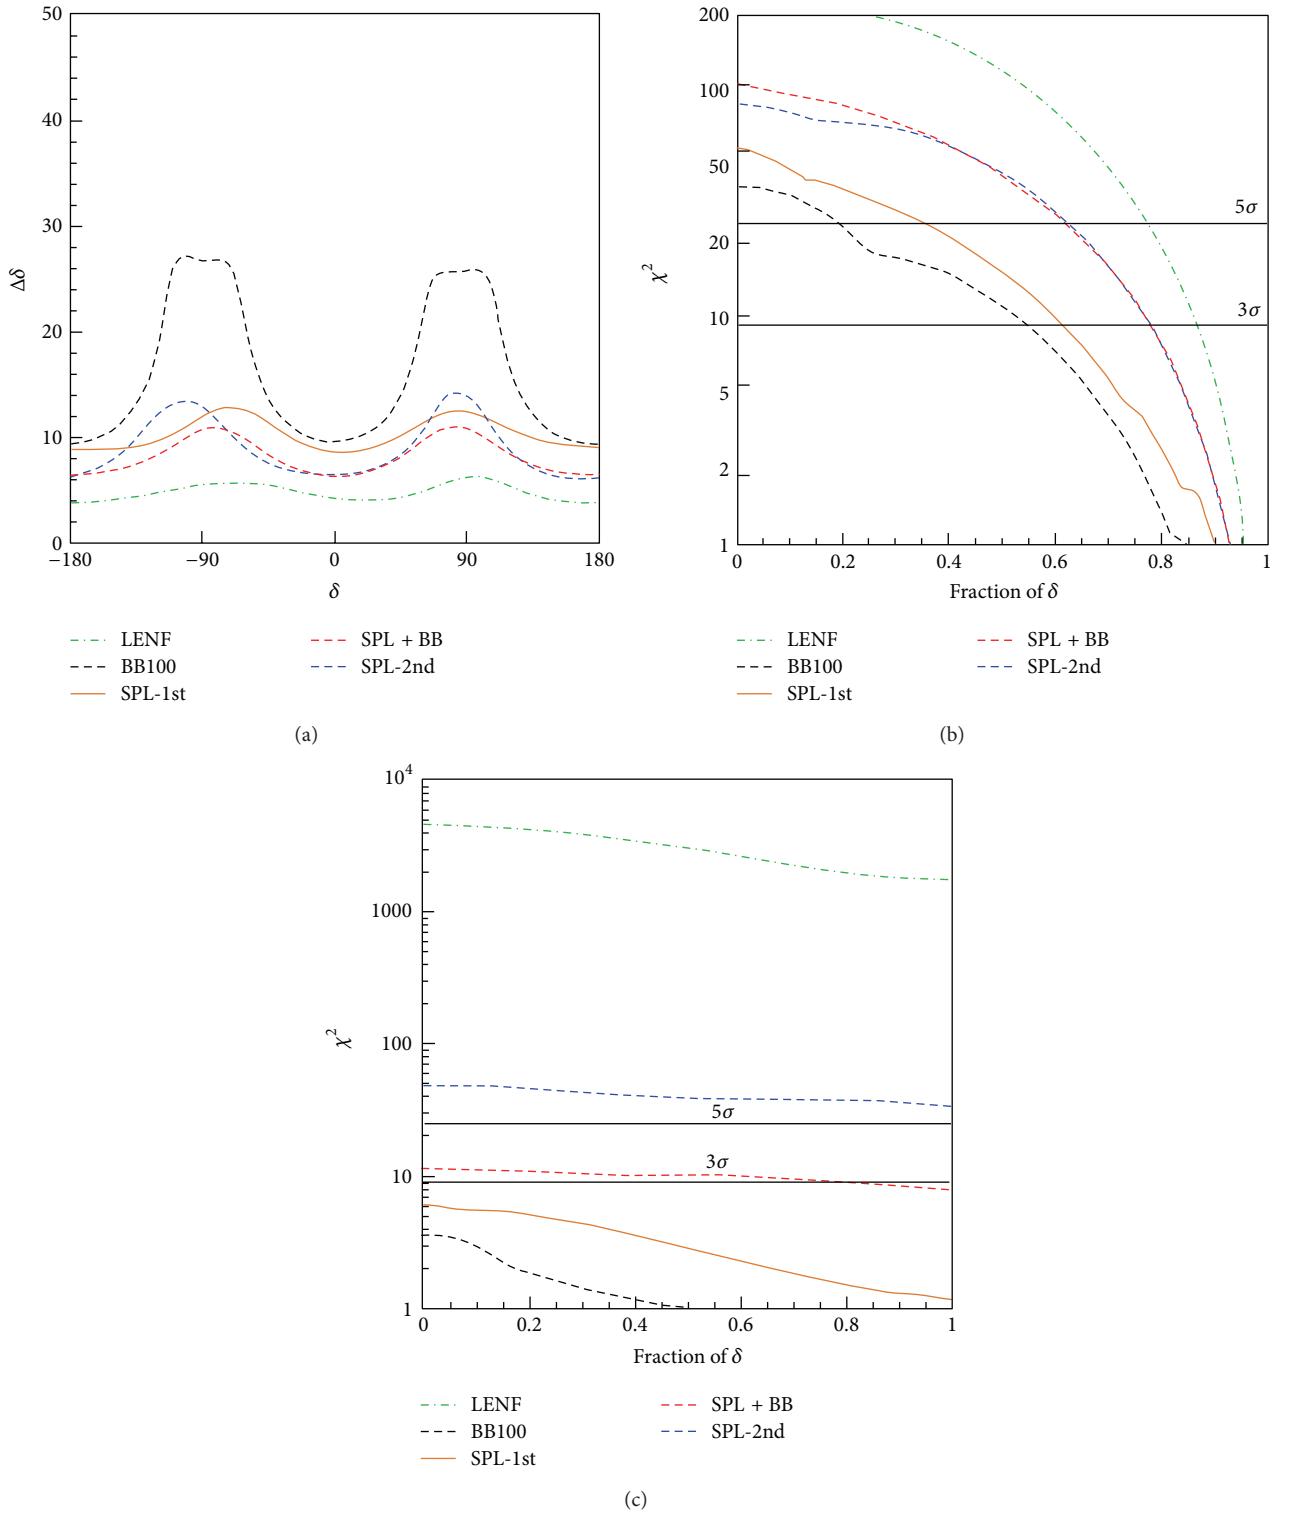 50
40
30
20
10
0
Δδ
−180
−90
0
90
180
δ
LENF
BB100
SPL-1st
SPL + BB
SPL-2nd
(a)
200
100
50
20
10
5
2
1
χ²
5σ
3σ
0
0.2
0.4
0.6
0.8
1
Fraction of δ
LENF
BB100
SPL-1st
SPL + BB
SPL-2nd
(b)
10⁴
1000
100
10
1
χ²
5σ
3σ
0
0.2
0.4
0.6
0.8
1
Fraction of δ
LENF
BB100
SPL-1st
SPL + BB
SPL-2nd
(c)